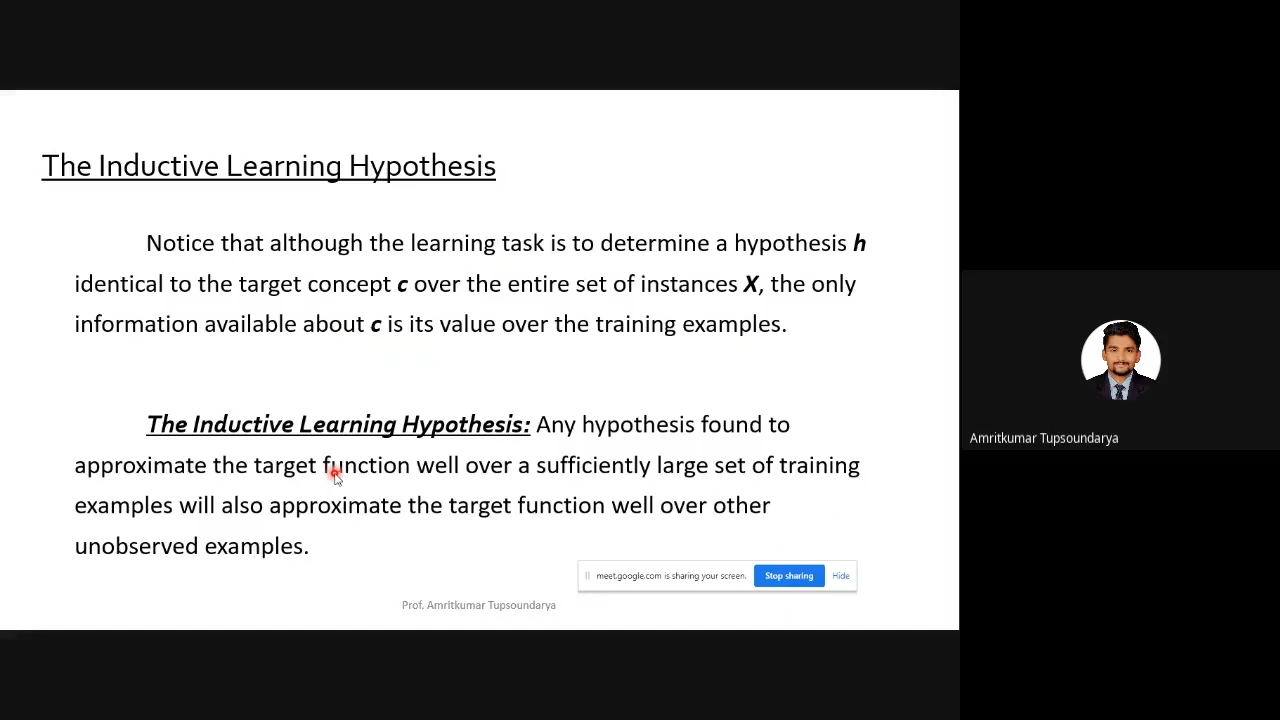 The Inductive Learning Hypothesis
Notice that although the learning task is to determine a hypothesis h
identical to the target concept c over the entire set of instances X, the only
information available about c is its value over the training examples.
The Inductive Learning Hypothesis: Any hypothesis found to
approximate the target function well over a sufficiently large set of training
examples will also approximate the target function well over other
unobserved examples.
meet.google.com is sharing your screen. Stop sharing Hide
Prof. Amritkumar Tupsoundarya
Amritkumar Tupsoundarya